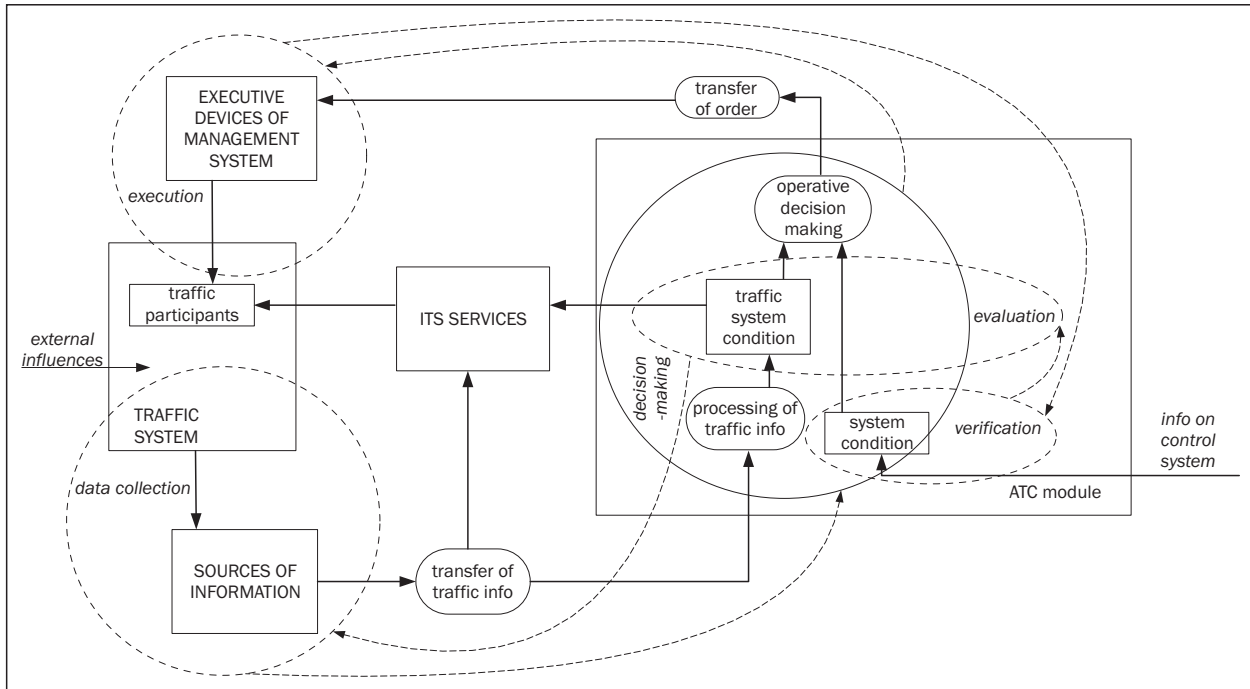 EXECUTIVE
DEVICES OF
MANAGEMENT
SYSTEM
transfer
of order
execution
operative
decision
making
traffic
participants
ITS SERVICES
traffic
system
condition
evaluation
external
influences
decision
-making
processing of
traffic info
system
condition
verification
info on
control
system
TRAFFIC
SYSTEM
data collection
ATC module
SOURCES OF
INFORMATION
transfer of
traffic info